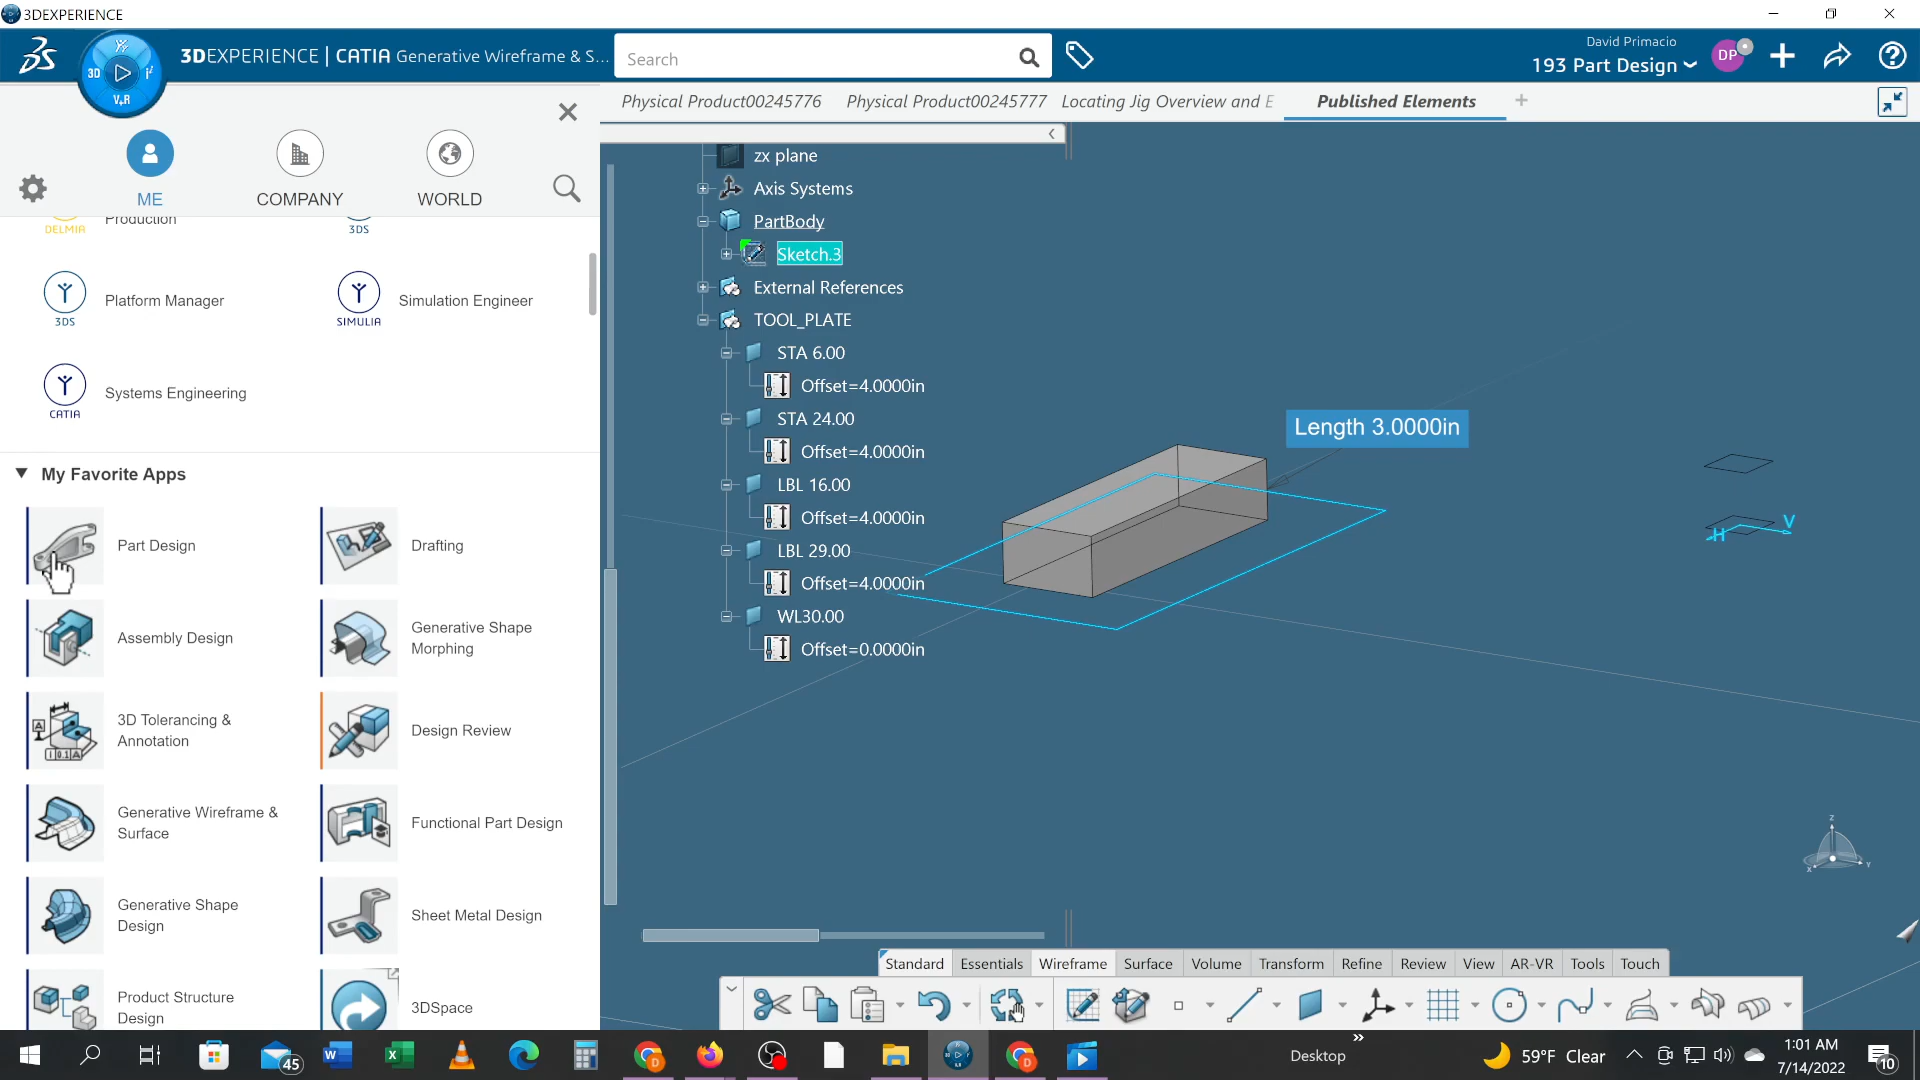 3DEXPERIENCE
3DEXPERIENCE | CATIA Generative Wireframe & S...
3D
i²
V+R
Search
David Primacio
193 Part Design
DP
Physical Product00245776
Physical Product00245777
Locating Jig Overview and E
Published Elements
ME
COMPANY
WORLD
Production
DELMIA
3DS
Platform Manager
3DS
Simulation Engineer
SIMULIA
Systems Engineering
CATIA
My Favorite Apps
Part Design
Drafting
Assembly Design
Generative Shape
Morphing
3D Tolerancing &
Annotation
Design Review
Generative Wireframe &
Surface
Functional Part Design
Generative Shape
Design
Sheet Metal Design
Product Structure
Design
3DSpace
zx plane
Axis Systems
PartBody
Sketch.3
External References
TOOL_PLATE
STA 6.00
Offset=4.0000in
STA 24.00
Offset=4.0000in
LBL 16.00
Offset=4.0000in
LBL 29.00
Offset=4.0000in
WL30.00
Offset=0.0000in
Length 3.0000in
H
V
z
x
y
Standard
Essentials
Wireframe
Surface
Volume
Transform
Refine
Review
View
AR-VR
Tools
Touch
45
Desktop
59°F Clear
1:01 AM
7/14/2022
10